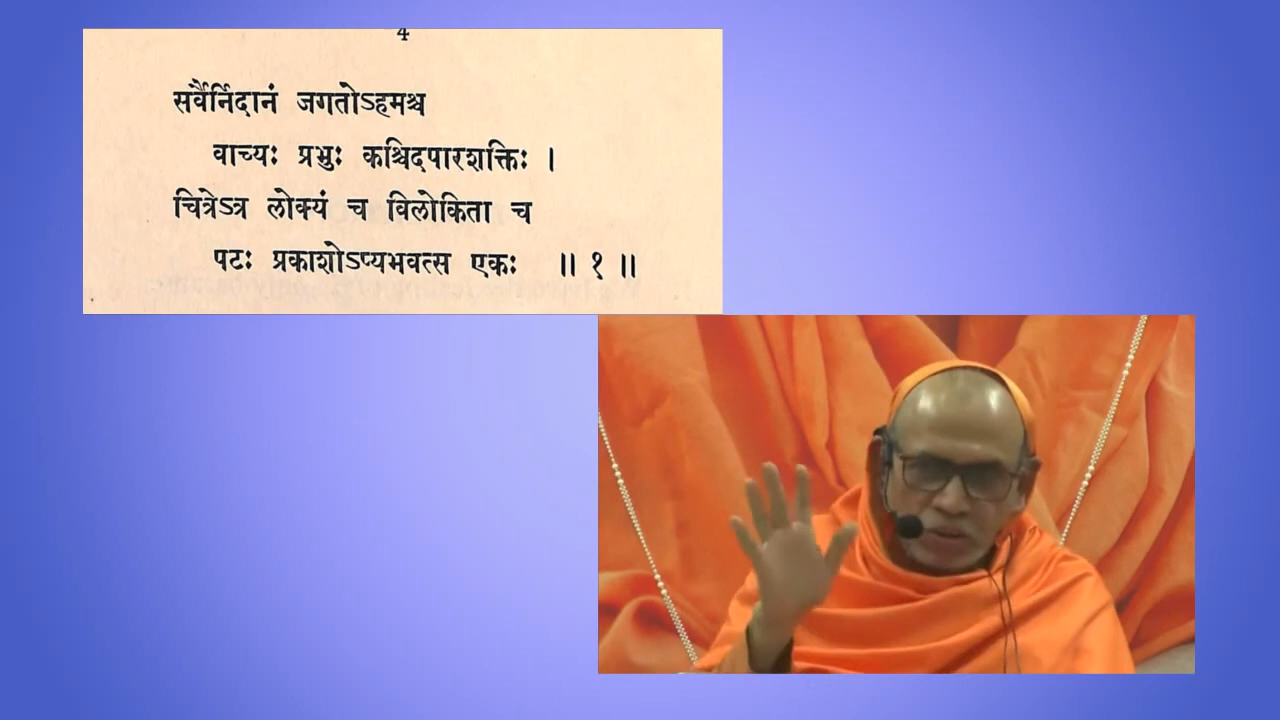 4
सर्वैर्निदानं जगतोऽहमश्च
वाच्यः प्रभुः कश्चिदपारशक्तिः ।
चित्रेऽत्र लोक्यं च विलोकिता च
पटः प्रकाशोऽप्यभवत्स एकः ॥ १ ॥